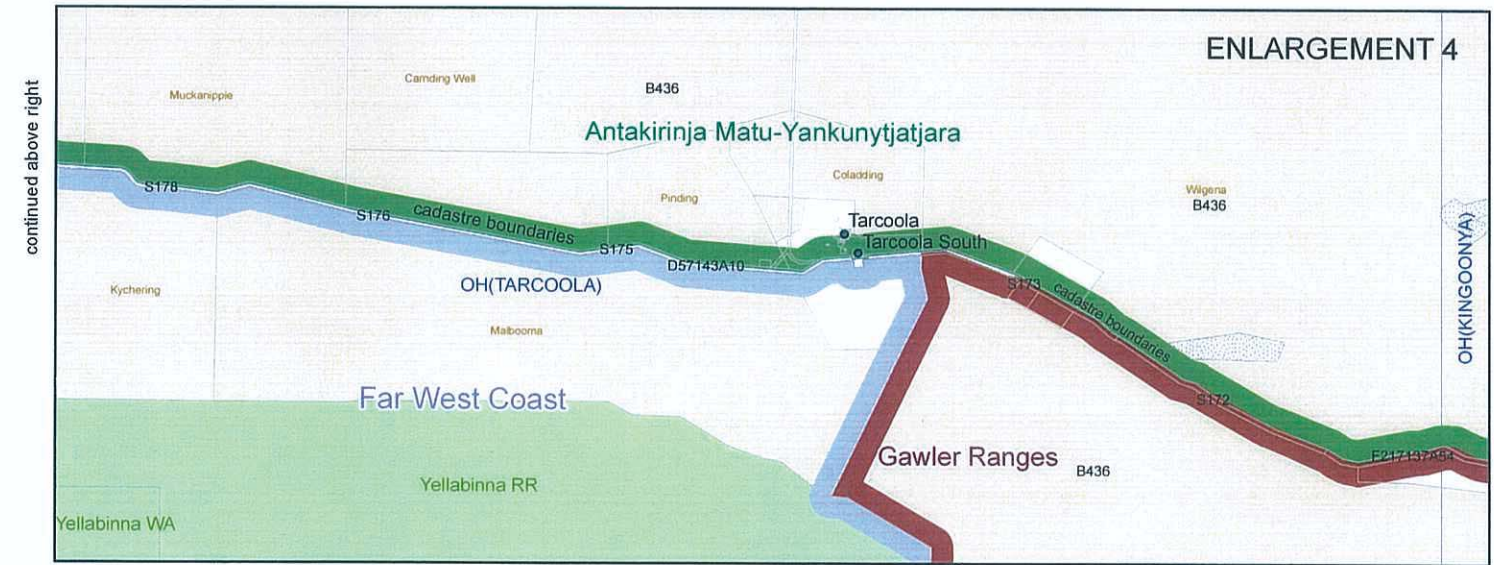 ENLARGEMENT 4
continued above right
Muckanippie
Carnding Well
B436
Antakirinja Matu-Yankunytjatjara
Coladding
Wilgena
B436
Pinding
S178
S176
cadastre boundaries
S175
D57143A10
Tarcoola
Tarcoola South
S173
cadastre boundaries
OH(TARCOOLA)
OH(KINGOONYA)
Kychering
Malbooma
S172
Far West Coast
Gawler Ranges
B436
F217137A64
Yellabinna RR
Yellabinna WA